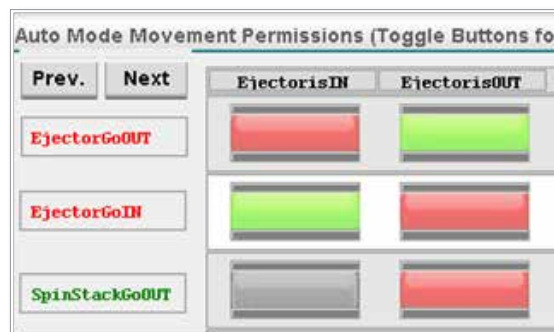 Auto Mode Movement Permissions (Toggle Buttons fo
Prev. Next EjectorisIN EjectorisOUT
EjectorGoOUT
EjectorGoIN
SpinStackGoOUT